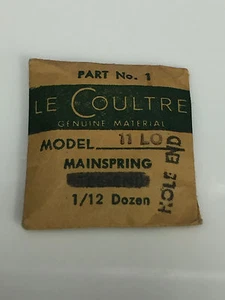 PART No. 1
LE COULTRE
GENUINE MATERIAL
MODEL 11 LO
MAINSPRING
1/12 Dozen
HOLE END